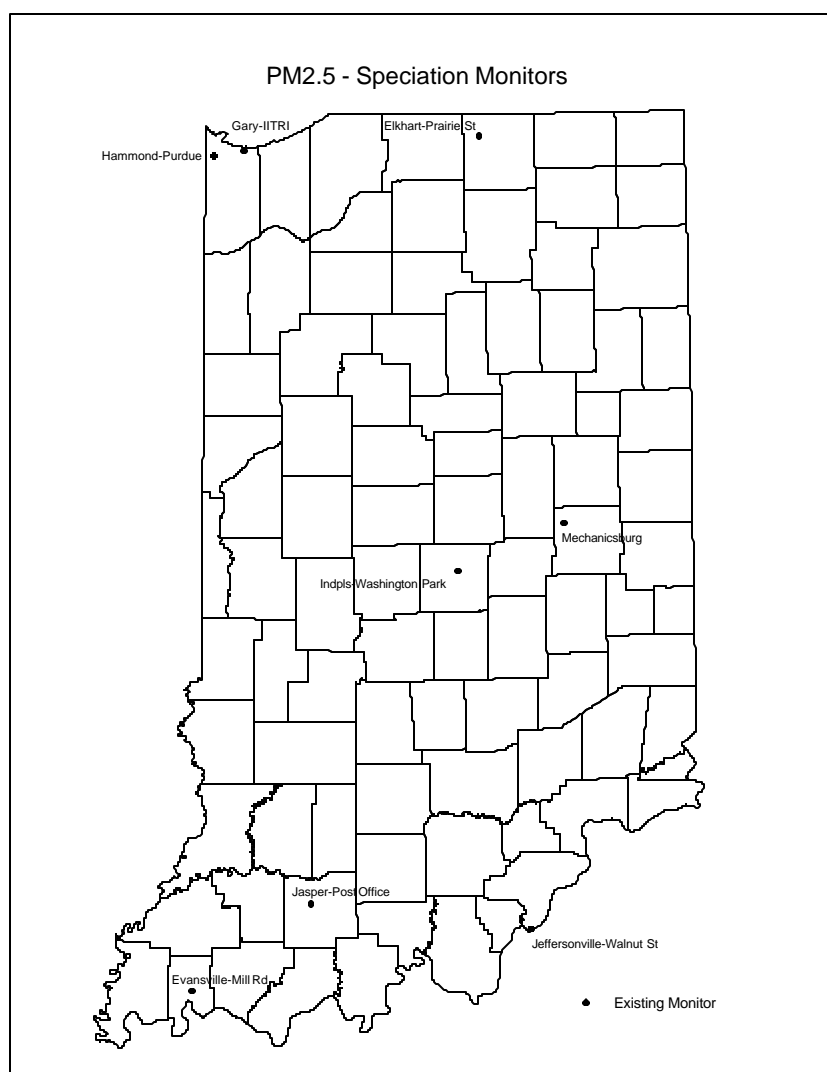 PM2.5 - Speciation Monitors
Gary-IITRI
Elkhart-Prairie St
Hammond-Purdue
Mechanicsburg
Indpls-Washington Park
Jasper-Post Office
Jeffersonville-Walnut St
Evansville-Mill Rd
Existing Monitor